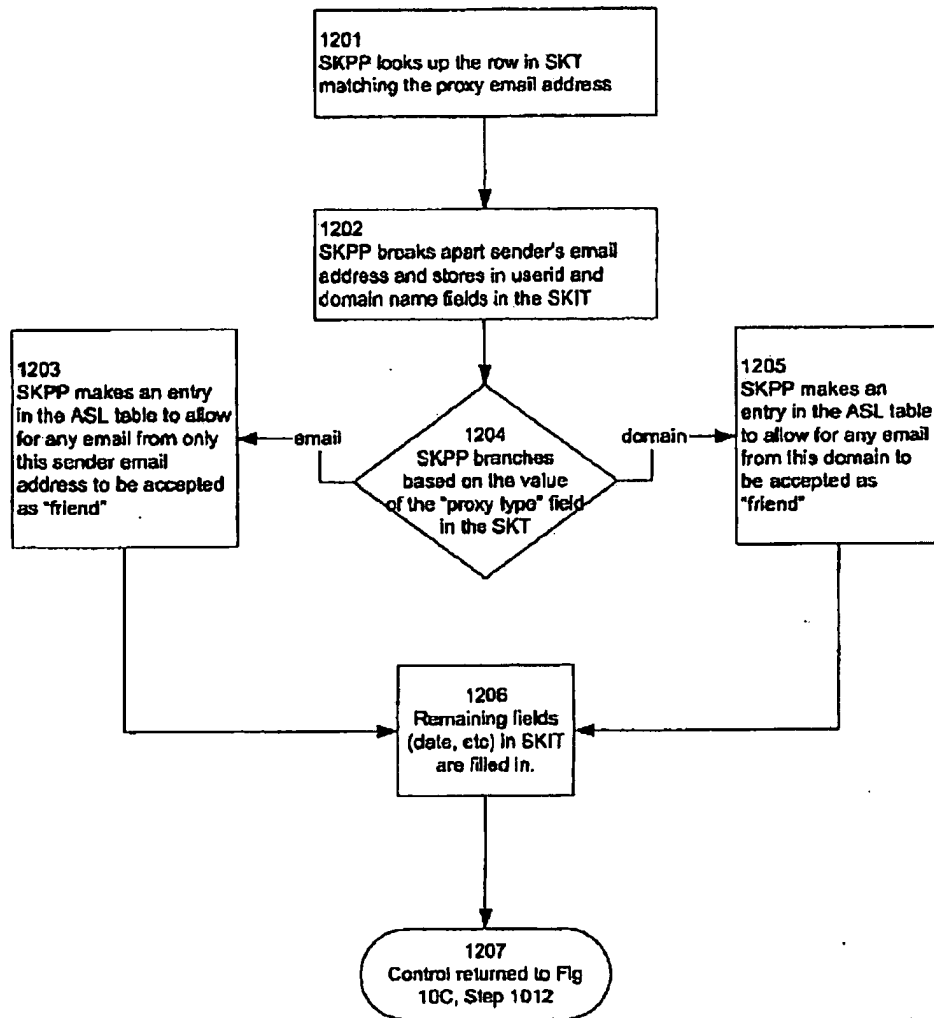 1201
SKPP looks up the row in SKT
matching the proxy email address
1202
SKPP breaks apart sender's email
address and stores in userid and
domain name fields in the SKIT
1203
SKPP makes an entry
in the ASL table to allow
for any email from only
this sender email
address to be accepted
as "friend"
email
1204
SKPP branches
based on the value
of the "proxy type" field
in the SKT
domain
1205
SKPP makes an
entry in the ASL table
to allow for any email
from this domain to
be accepted as
"friend"
1206
Remaining fields
(date, etc) in SKIT
are filled in.
1207
Control returned to Fig
10C, Step 1012